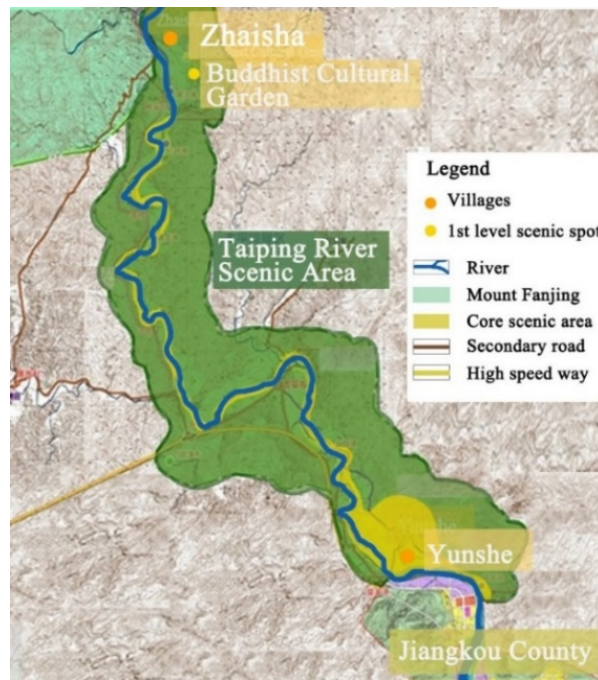 Zhaisha
Buddhist Cultural
Garden
Legend
Villages
1st level scenic spot
Taiping River
Scenic Area
River
Mount Fanjing
Core scenic area
Secondary road
High speed way
Yunshe
Jiangkou County